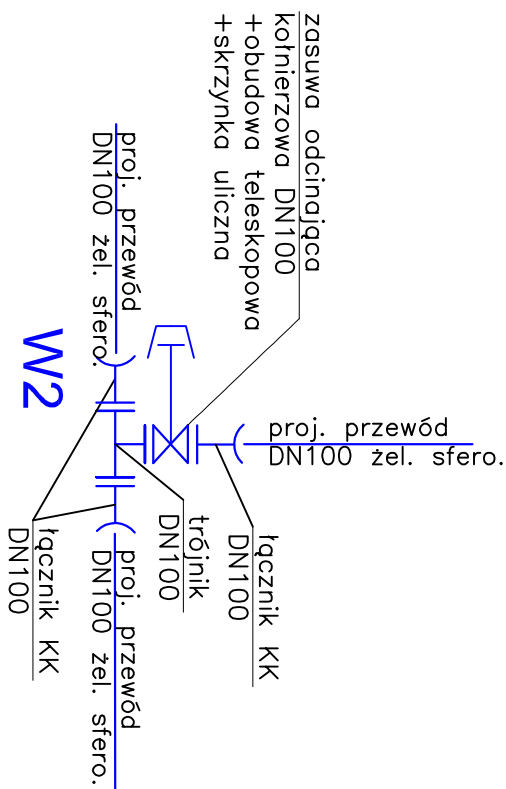 zasuwa odcinająca
kołnierzowa DN100
+obudowa teleskopowa
+skrzynka uliczna
proj. przewód
DN100 żel. sfero.
W2
proj. przewód
DN100 żel. sfero.
łącznik KK
DN100
trójnik
DN100
proj. przewód
DN100 żel. sfero.
łącznik KK
DN100